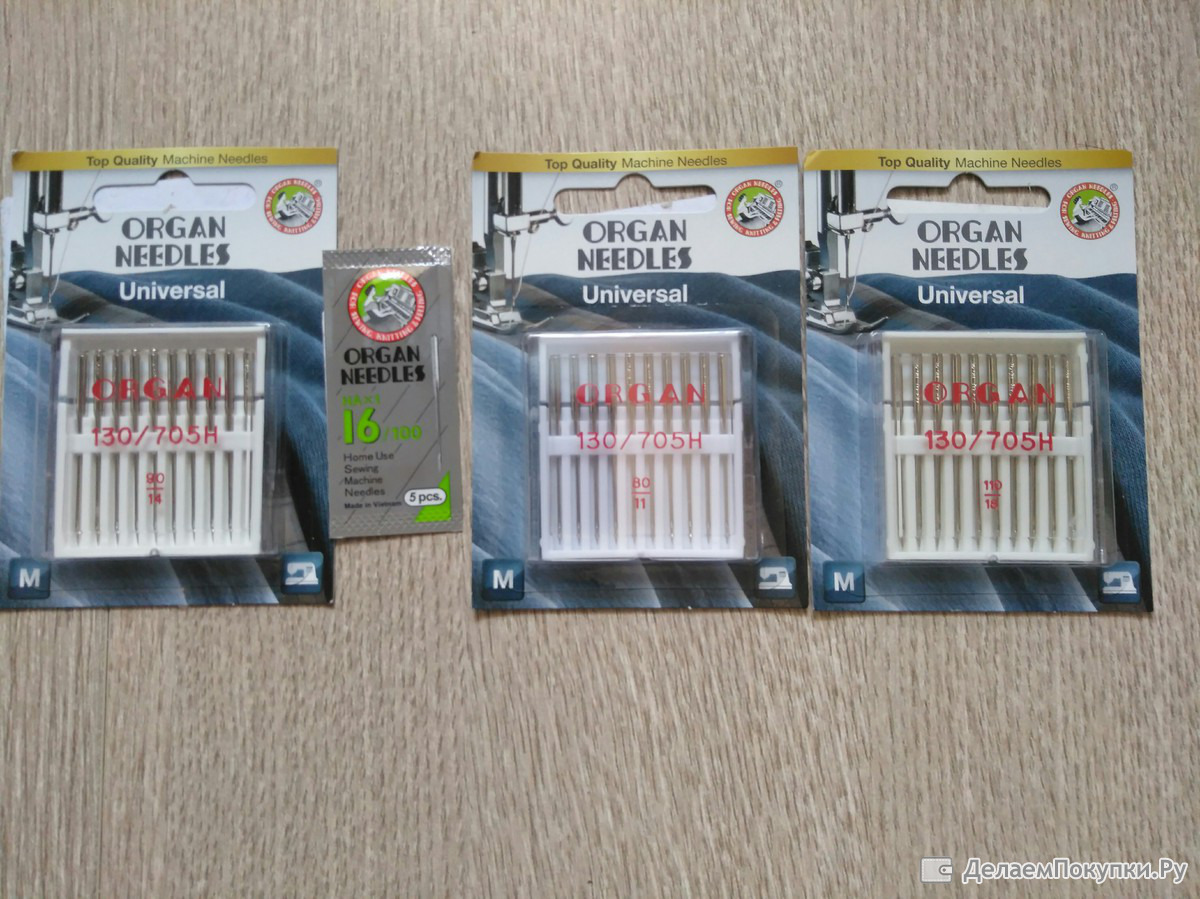 Top Quality Machine Needles
ORGAN
NEEDLES
®
Universal
ORGAN
130/705H
90
14
M
ORGAN
NEEDLES
HA×1
16/100
Home Use
Sewing
Machine
Needles
5 pcs.
Made in Vietnam
Top Quality Machine Needles
ORGAN
NEEDLES
®
Universal
ORGAN
130/705H
80
11
M
Top Quality Machine Needles
ORGAN
NEEDLES
®
Universal
ORGAN
130/705H
110
18
M
ДелаемПокупки.Ру